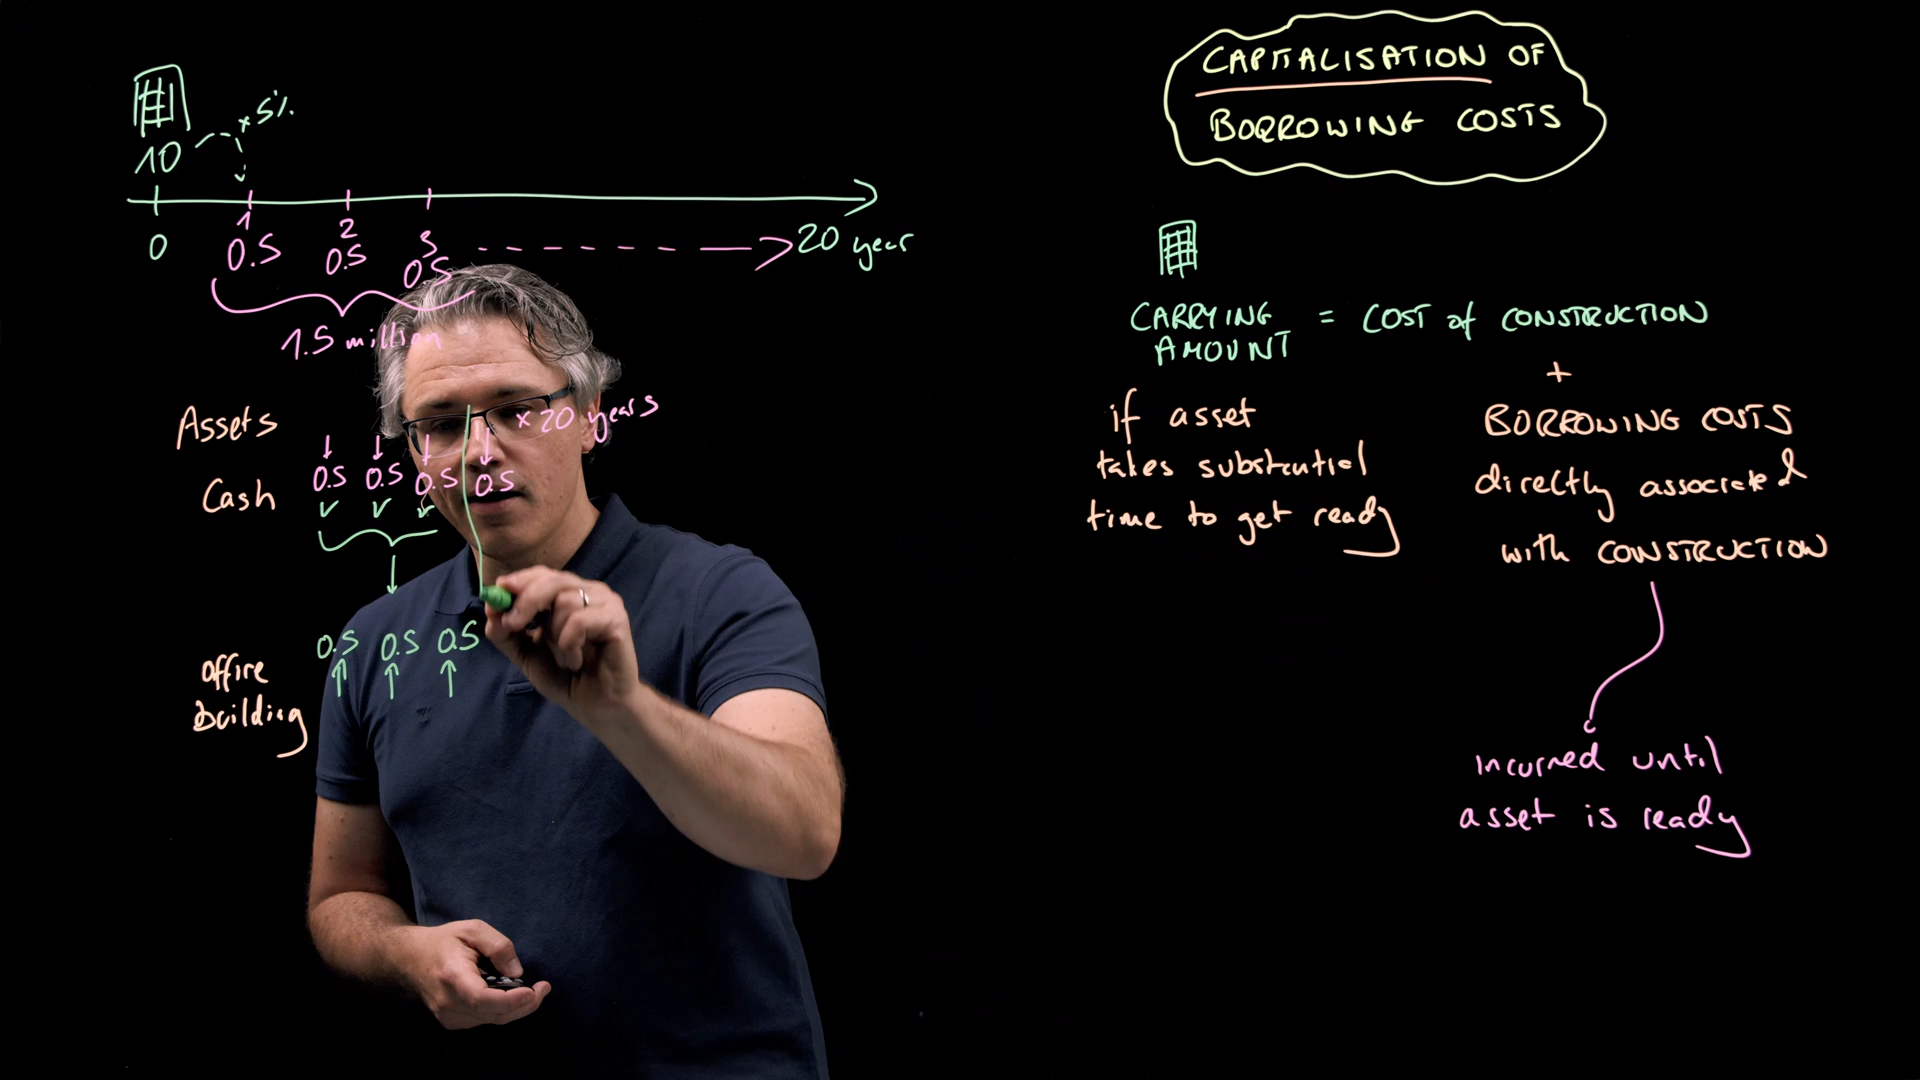 CAPITALISATION OF
BORROWING COSTS
10
× 5%
0
1
2
3
0.5
0.5
0.5
20 year
1.5 million
Assets
× 20 years
Cash
0.5 0.5 0.5 0.5
0.5 0.5 0.5
office
building
CARRYING
AMOUNT
= COST of CONSTRUCTION
+
BORROWING COSTS
directly associated
with CONSTRUCTION
if asset
takes substantial
time to get ready
incurred until
asset is ready